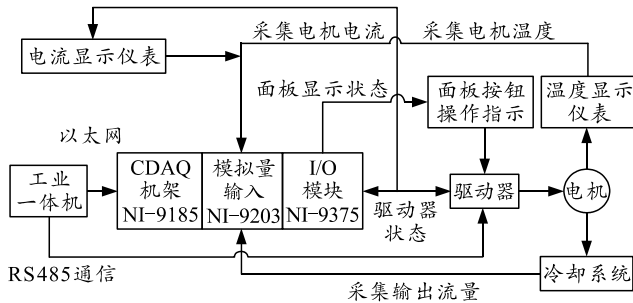 采集电机电流
采集电机温度
电流显示仪表
面板显示状态
面板按钮
操作指示
温度显示
仪表
以太网
工业
一体机
CDAQ
机架
NI-9185
模拟量
输入
NI-9203
I/O
模块
NI-9375
驱动器
状态
驱动器
电机
RS485通信
采集输出流量
冷却系统